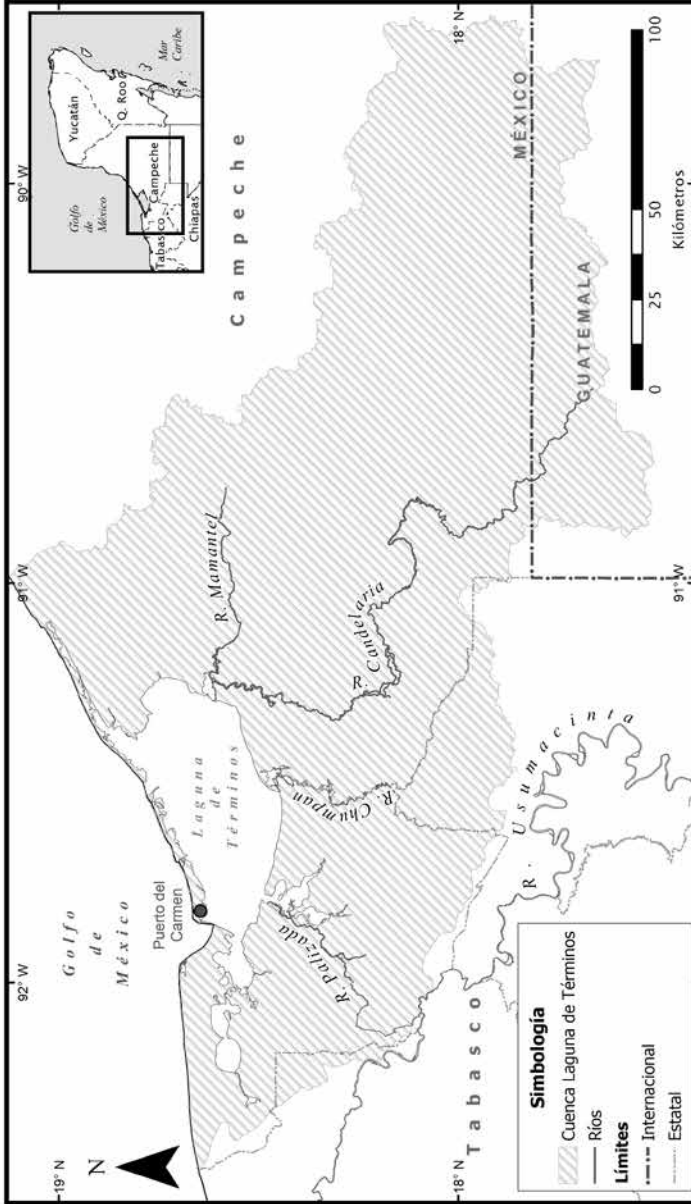 92° W
91° W
90° W
19° N
19° N
18° N
18° N
91° W
N
Golfo
de
México
Puerto del
Carmen
Laguna
de
Términos
R. Mamantel
R. Candelaria
R. Chumpan
R. Palizada
R. Usumacinta
Campeche
Tabasco
MÉXICO
GUATEMALA
Golfo
de
México
Yucatán
Q. Roo
Campeche
Tabasco
Chiapas
Mar
Caribe
Simbología
Cuenca Laguna de Términos
Ríos
Límites
Internacional
Estatal
0 25 50 100
Kilómetros